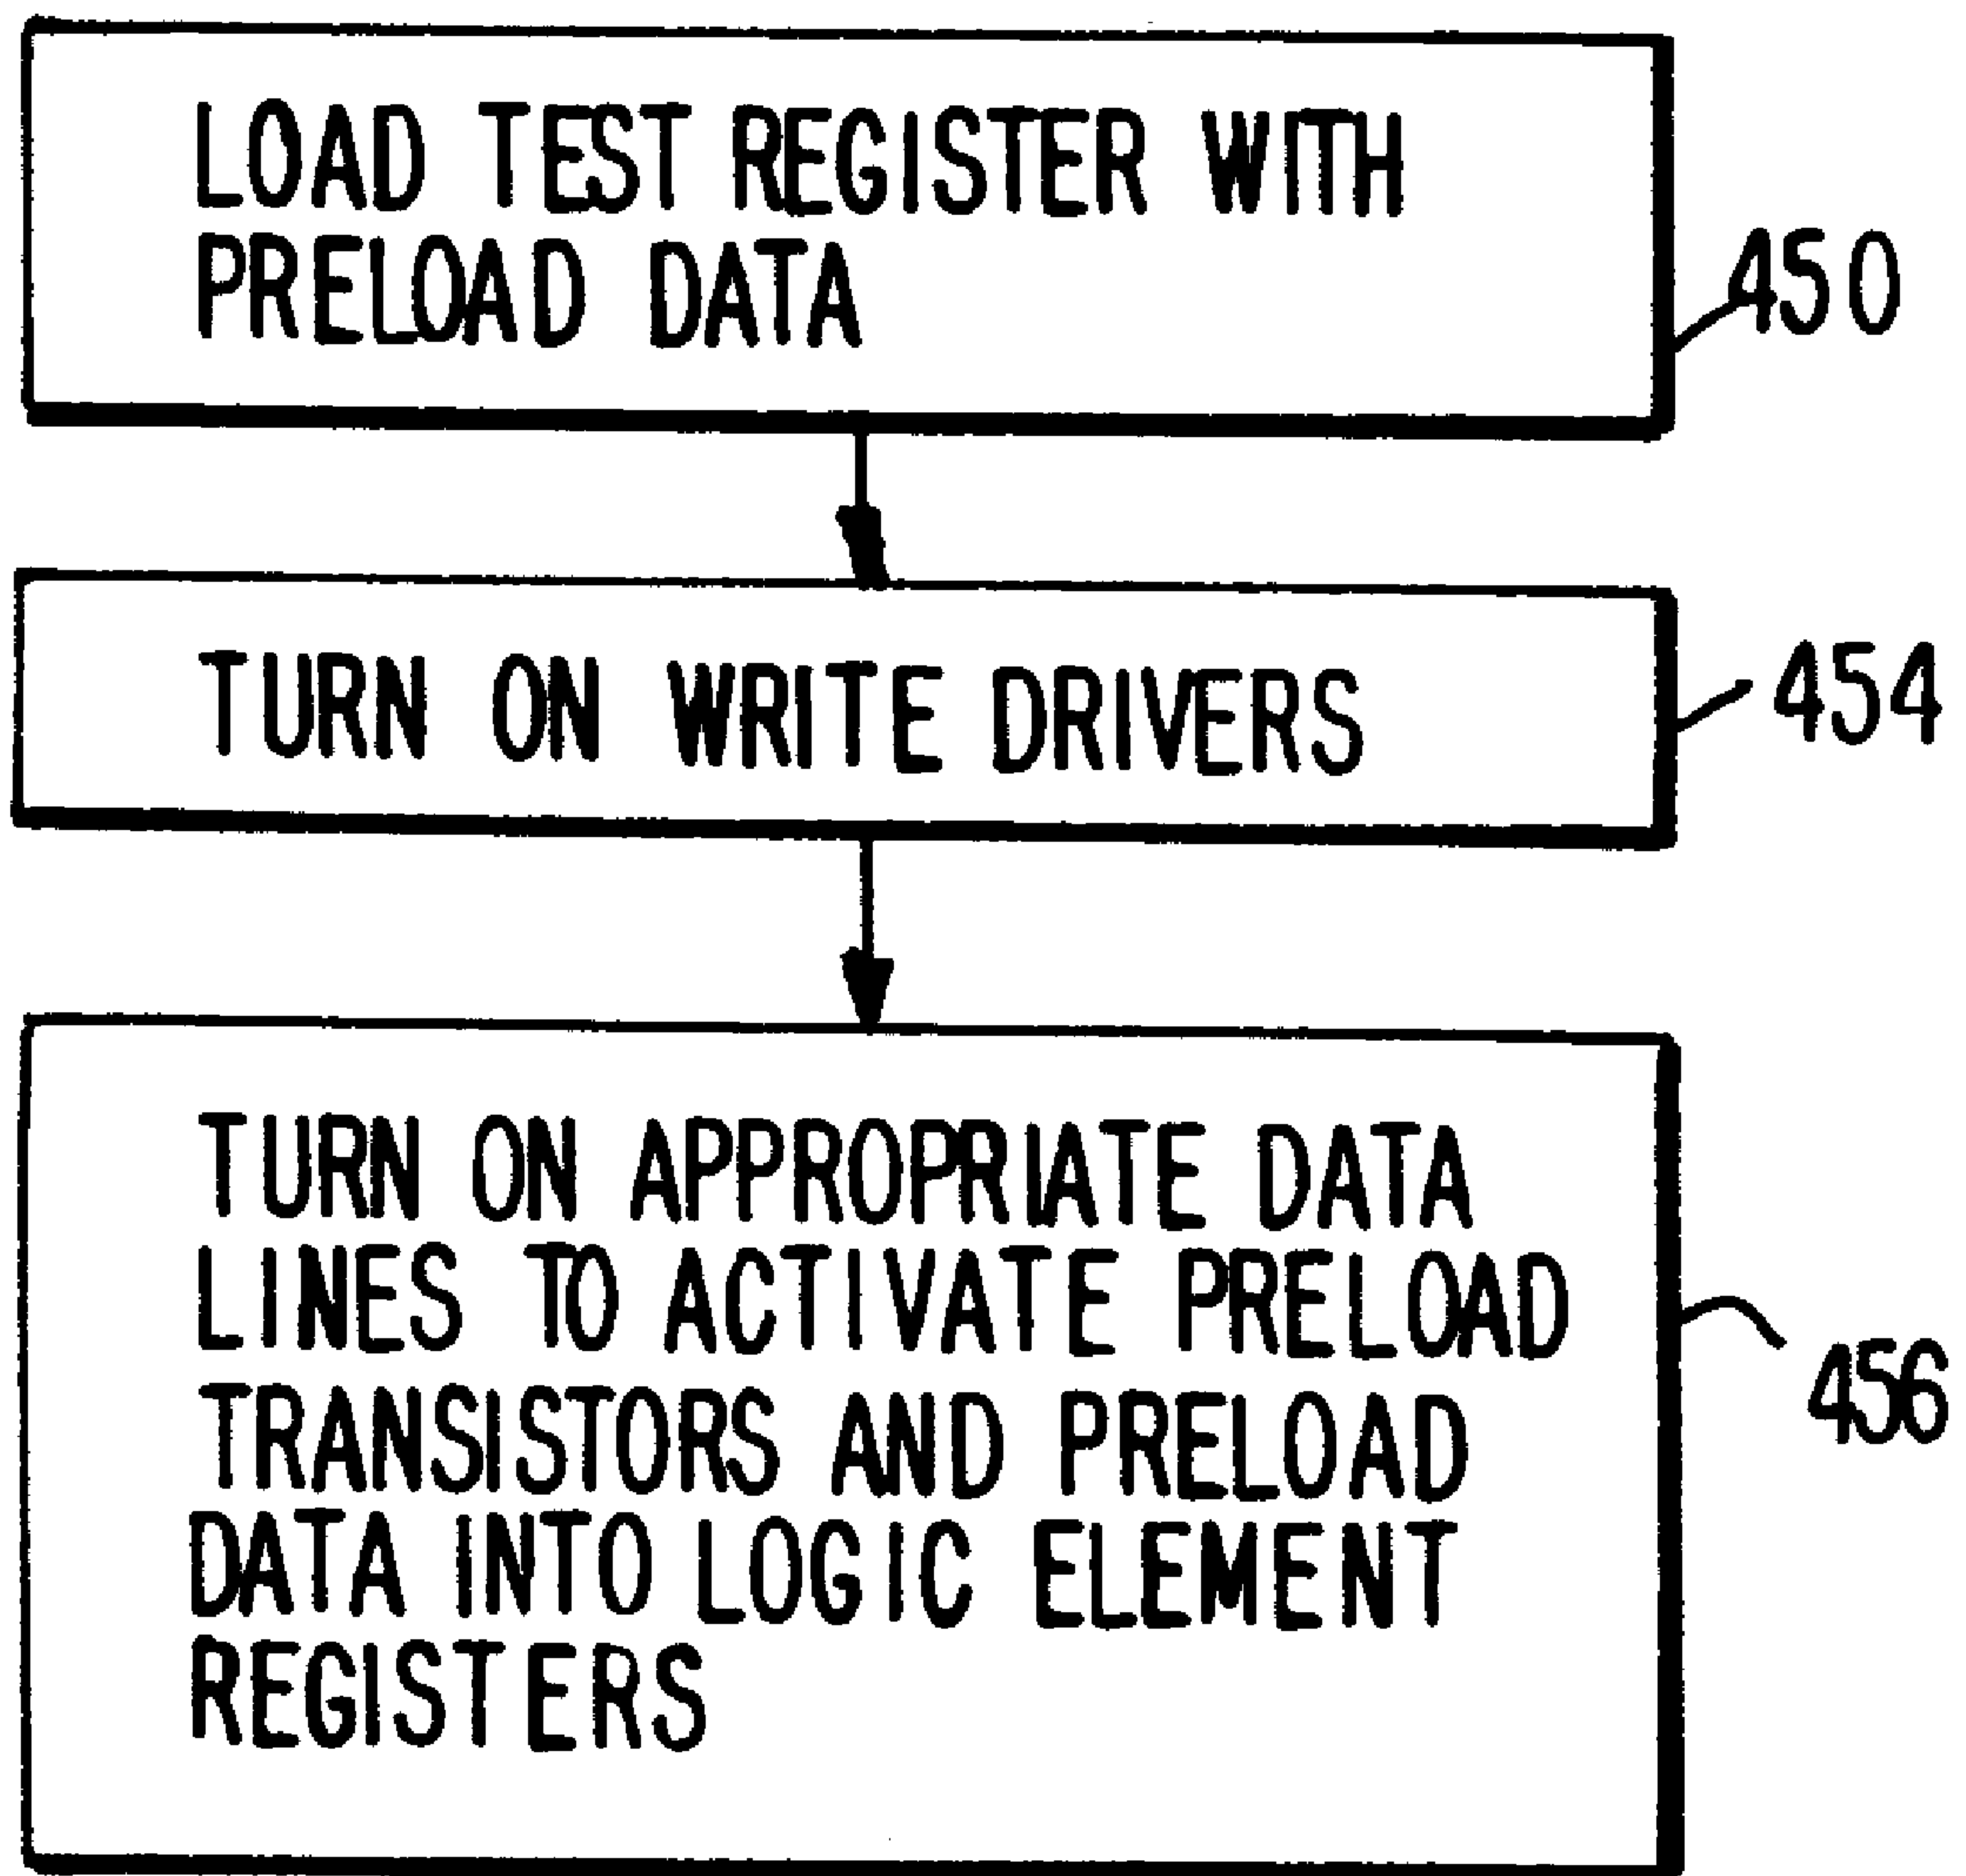 LOAD TEST REGISTER WITH
PRELOAD DATA
450
TURN ON WRITE DRIVERS
454
TURN ON APPROPRIATE DATA
LINES TO ACTIVATE PRELOAD
TRANSISTORS AND PRELOAD
DATA INTO LOGIC ELEMENT
REGISTERS
456